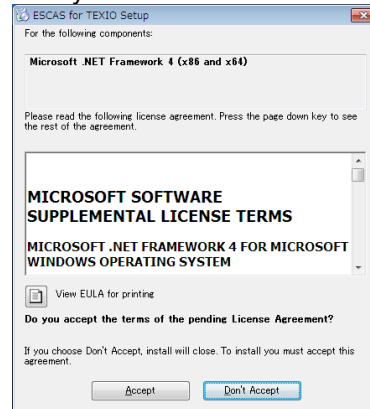 ESCAS for TEXIO Setup
For the following components:
Microsoft .NET Framework 4 (x86 and x64)
Please read the following license agreement. Press the page down key to see
the rest of the agreement.
MICROSOFT SOFTWARE
SUPPLEMENTAL LICENSE TERMS
MICROSOFT .NET FRAMEWORK 4 FOR MICROSOFT
WINDOWS OPERATING SYSTEM
View EULA for printing
Do you accept the terms of the pending License Agreement?
If you choose Don't Accept, install will close. To install you must accept this
agreement.
Accept
Don't Accept